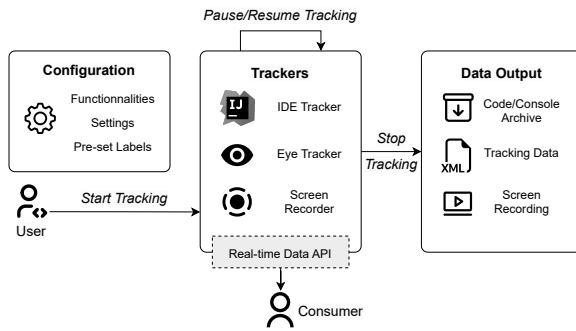 Pause/Resume Tracking
Configuration
Functionnalities
Settings
Pre-set Labels
User
Start Tracking
Trackers
IJ
IDE Tracker
Eye Tracker
Screen
Recorder
Real-time Data API
Consumer
Stop
Tracking
Data Output
Code/Console
Archive
XML
Tracking Data
Screen
Recording